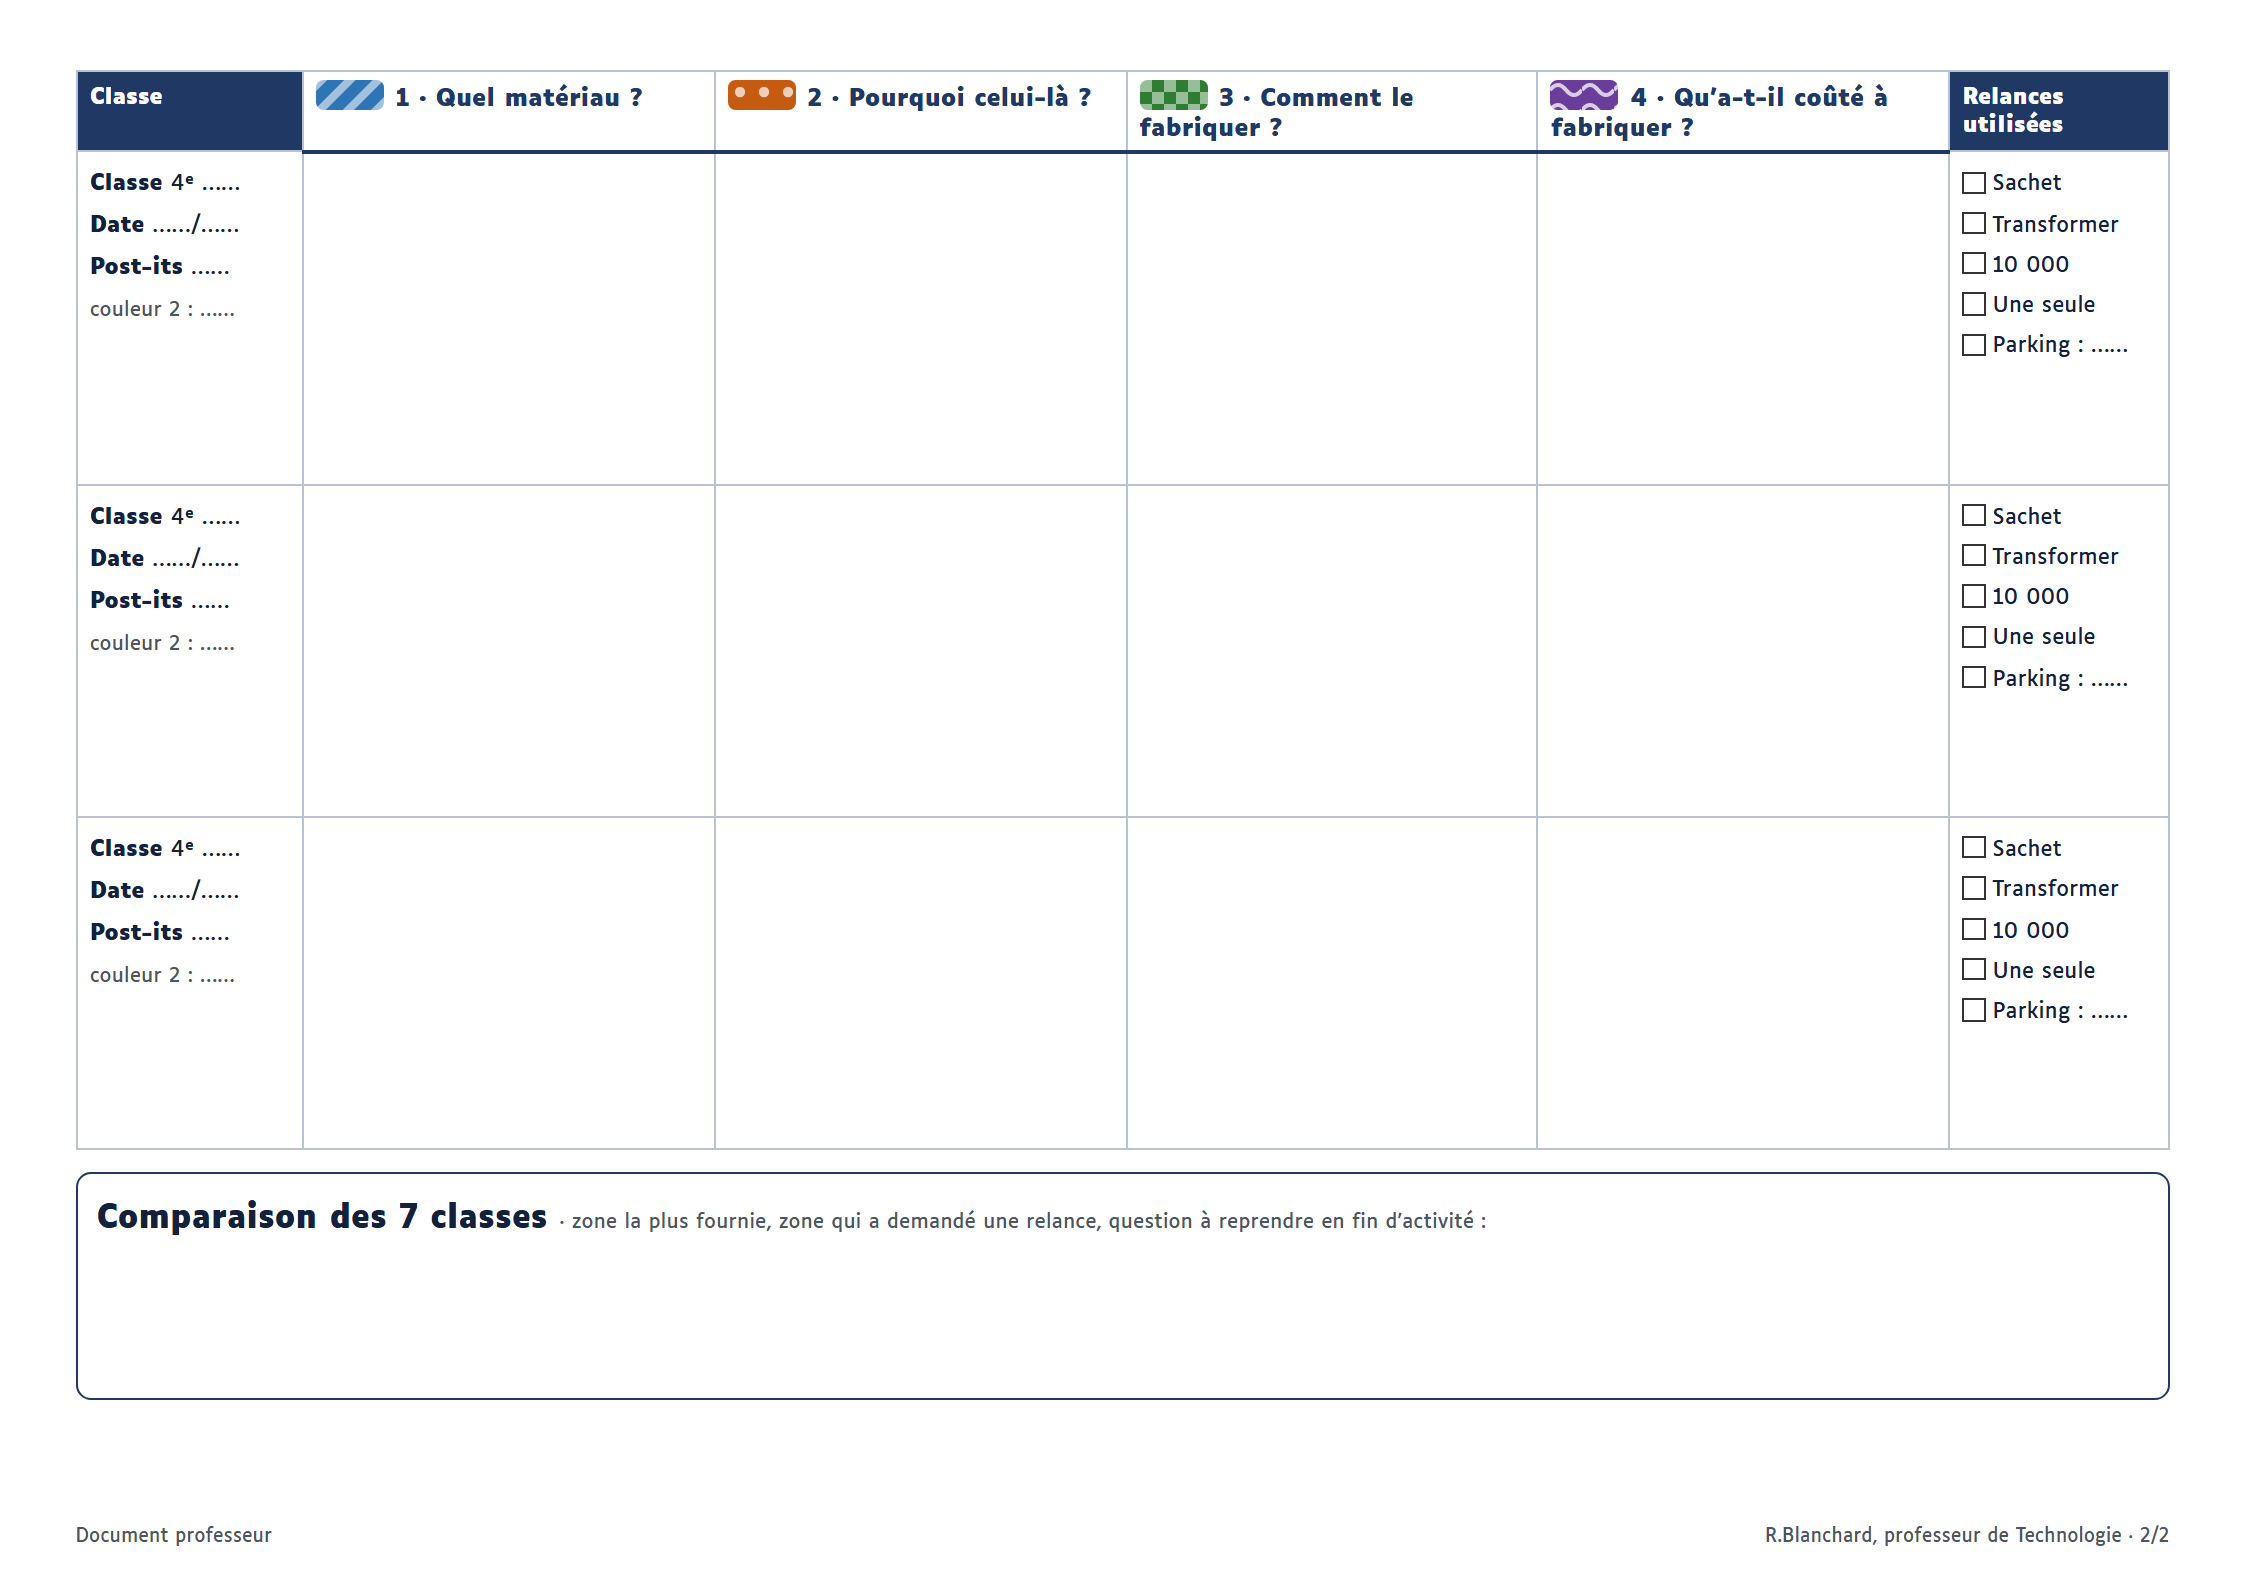 Classe
1 · Quel matériau ?
2 · Pourquoi celui-là ?
3 · Comment le
fabriquer ?
4 · Qu’a-t-il coûté à
fabriquer ?
Relances
utilisées
Classe 4ᵉ ......
Date ....../......
Post-its ......
couleur 2 : ......
Sachet
Transformer
10 000
Une seule
Parking : ......
Classe 4ᵉ ......
Date ....../......
Post-its ......
couleur 2 : ......
Sachet
Transformer
10 000
Une seule
Parking : ......
Classe 4ᵉ ......
Date ....../......
Post-its ......
couleur 2 : ......
Sachet
Transformer
10 000
Une seule
Parking : ......
Comparaison des 7 classes · zone la plus fournie, zone qui a demandé une relance, question à reprendre en fin d’activité :
Document professeur
R.Blanchard, professeur de Technologie · 2/2